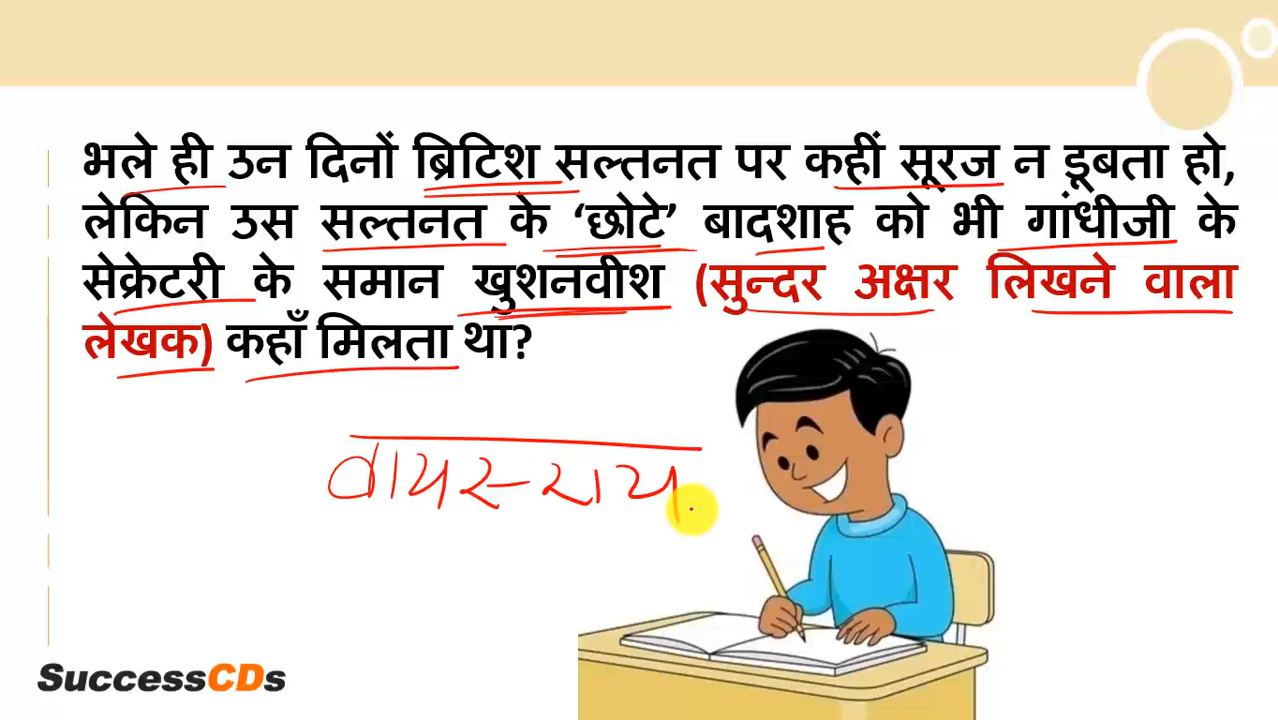 भले ही उन दिनों ब्रिटिश सल्तनत पर कहीं सूरज न डूबता हो,
लेकिन उस सल्तनत के ‘छोटे’ बादशाह को भी गांधीजी के
सेक्रेटरी के समान खुशनवीश (सुन्दर अक्षर लिखने वाला
लेखक) कहाँ मिलता था?
वायस-राय
SuccessCDs